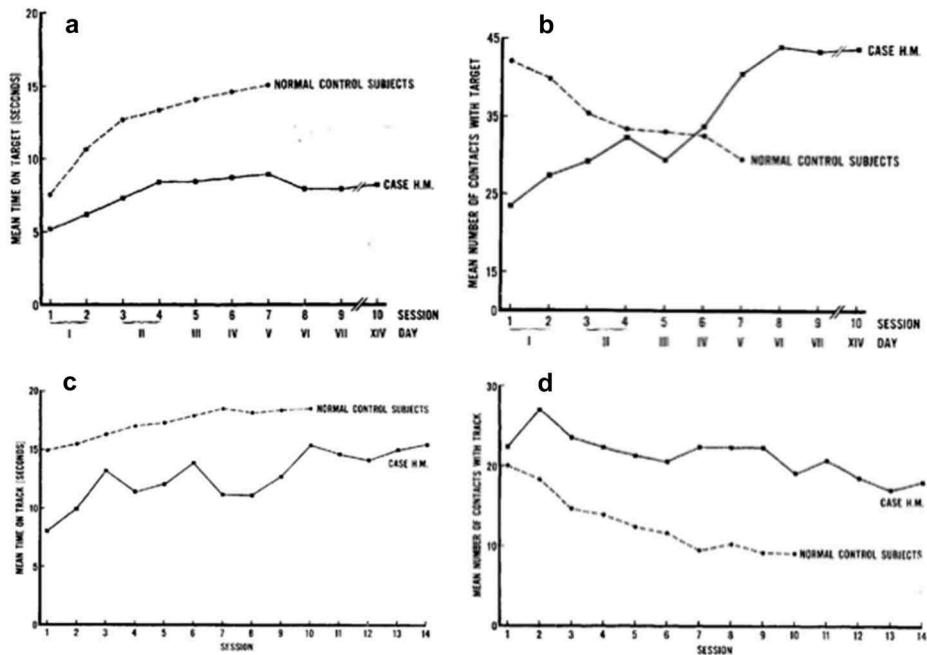 a
MEAN TIME ON TARGET [SECONDS]
20
15
10
5
0
NORMAL CONTROL SUBJECTS
CASE H.M.
1 2 3 4 5 6 7 8 9 10 SESSION
I II III IV V VI VII XIV DAY
b
MEAN NUMBER OF CONTACTS WITH TARGET
45
35
25
15
0
CASE H.M.
NORMAL CONTROL SUBJECTS
1 2 3 4 5 6 7 8 9 10 SESSION
I II III IV V VI VII XIV DAY
c
MEAN TIME ON TRACK [SECONDS]
20
15
10
5
0
NORMAL CONTROL SUBJECTS
CASE H.M.
1 2 3 4 5 6 7 8 9 10 11 12 13 14
SESSION
d
MEAN NUMBER OF CONTACTS WITH TRACK
30
20
10
0
CASE H.M.
NORMAL CONTROL SUBJECTS
1 2 3 4 5 6 7 8 9 10 11 12 13 14
SESSION